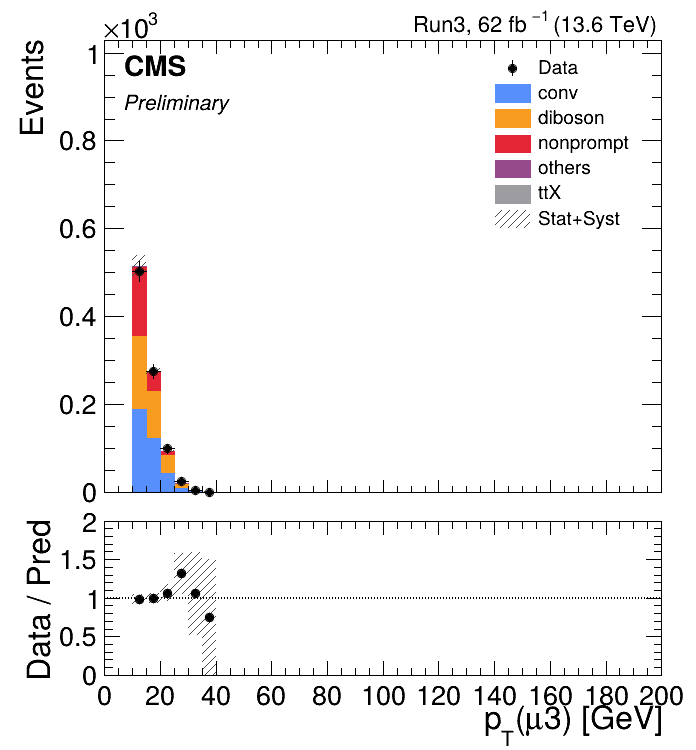 ×10³
Run3, 62 fb⁻¹ (13.6 TeV)
Events
1
0.8
0.6
0.4
0.2
0
CMS
Preliminary
Data
conv
diboson
nonprompt
others
ttX
Stat+Syst
Data / Pred
2
1.5
1
0.5
0
0 20 40 60 80 100 120 140 160 180 200
p_T(μ3) [GeV]